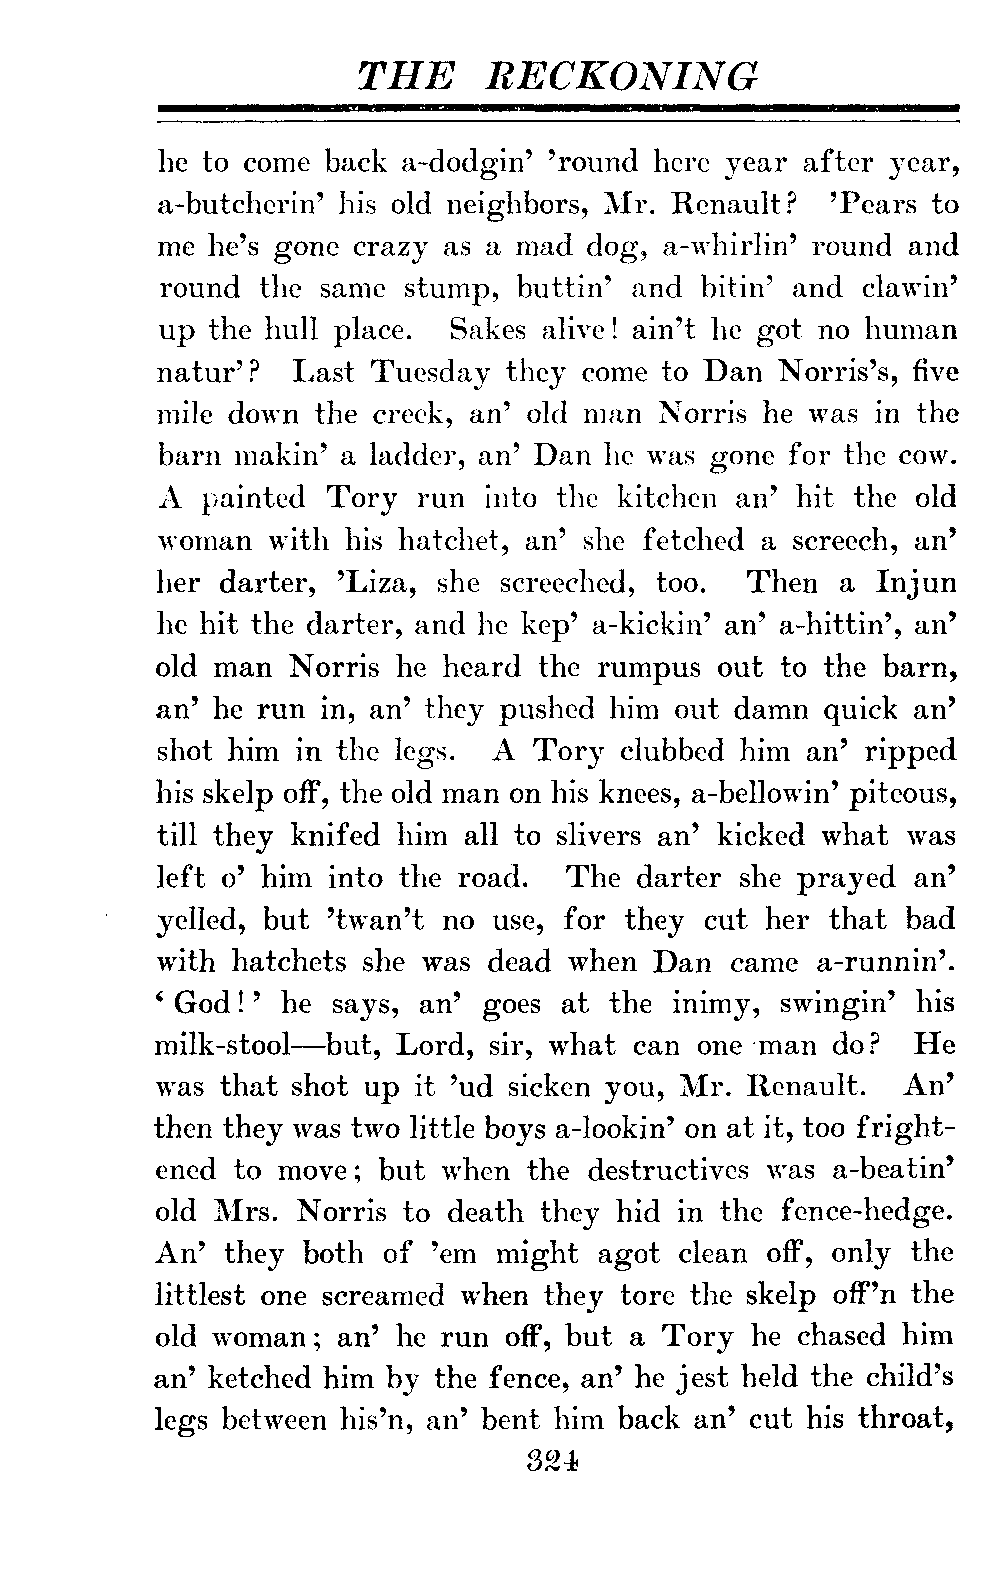 THE RECKONING
he to come back a-dodgin' 'round here year after year,
a-butcherin' his old neighbors, Mr. Renault? 'Pears to
me he's gone crazy as a mad dog, a-whirlin' round and
round the same stump, buttin' and bitin' and clawin'
up the hull place. Sakes alive! ain't he got no human
natur'? Last Tuesday they come to Dan Norris's, five
mile down the creek, an' old man Norris he was in the
barn makin' a ladder, an' Dan he was gone for the cow.
A painted Tory run into the kitchen an' hit the old
woman with his hatchet, an' she fetched a screech, an'
her darter, 'Liza, she screeched, too. Then a Injun
he hit the darter, and he kep' a-kickin' an' a-hittin', an'
old man Norris he heard the rumpus out to the barn,
an' he run in, an' they pushed him out damn quick an'
shot him in the legs. A Tory clubbed him an' ripped
his skelp off, the old man on his knees, a-bellowin' piteous,
till they knifed him all to slivers an' kicked what was
left o' him into the road. The darter she prayed an'
yelled, but 'twan't no use, for they cut her that bad
with hatchets she was dead when Dan came a-runnin'.
'God!' he says, an' goes at the inimy, swingin' his
milk-stool—but, Lord, sir, what can one man do? He
was that shot up it 'ud sicken you, Mr. Renault. An'
then they was two little boys a-lookin' on at it, too fright-
ened to move; but when the destructives was a-beatin'
old Mrs. Norris to death they hid in the fence-hedge.
An' they both of 'em might agot clean off, only the
littlest one screamed when they tore the skelp off'n the
old woman; an' he run off, but a Tory he chased him
an' ketched him by the fence, an' he jest held the child's
legs between his'n, an' bent him back an' cut his throat,
324